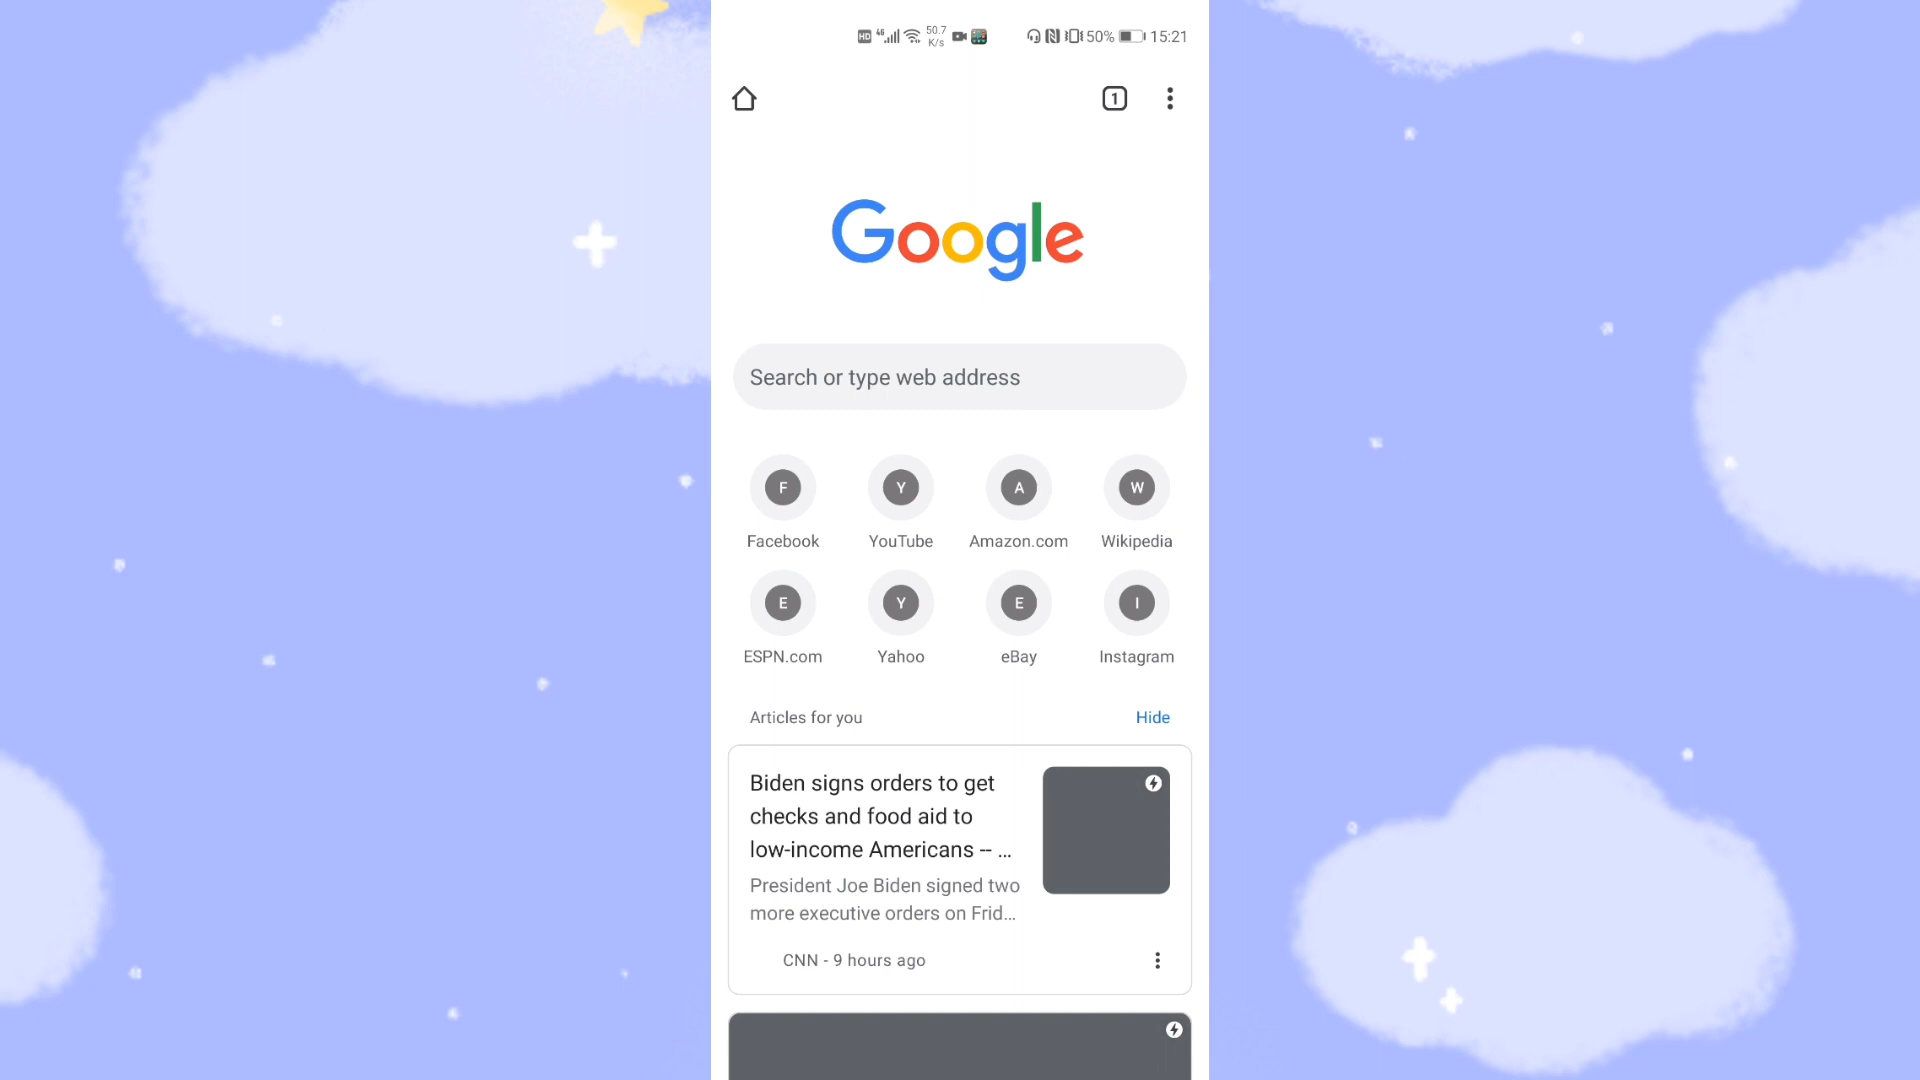 HD 4G 50.7 K/s 50% 15:21
1
Google
Search or type web address
F Y A W
Facebook YouTube Amazon.com Wikipedia
E Y E I
ESPN.com Yahoo eBay Instagram
Articles for you Hide
Biden signs orders to get
checks and food aid to
low-income Americans -- ...
President Joe Biden signed two
more executive orders on Frid...
CNN - 9 hours ago